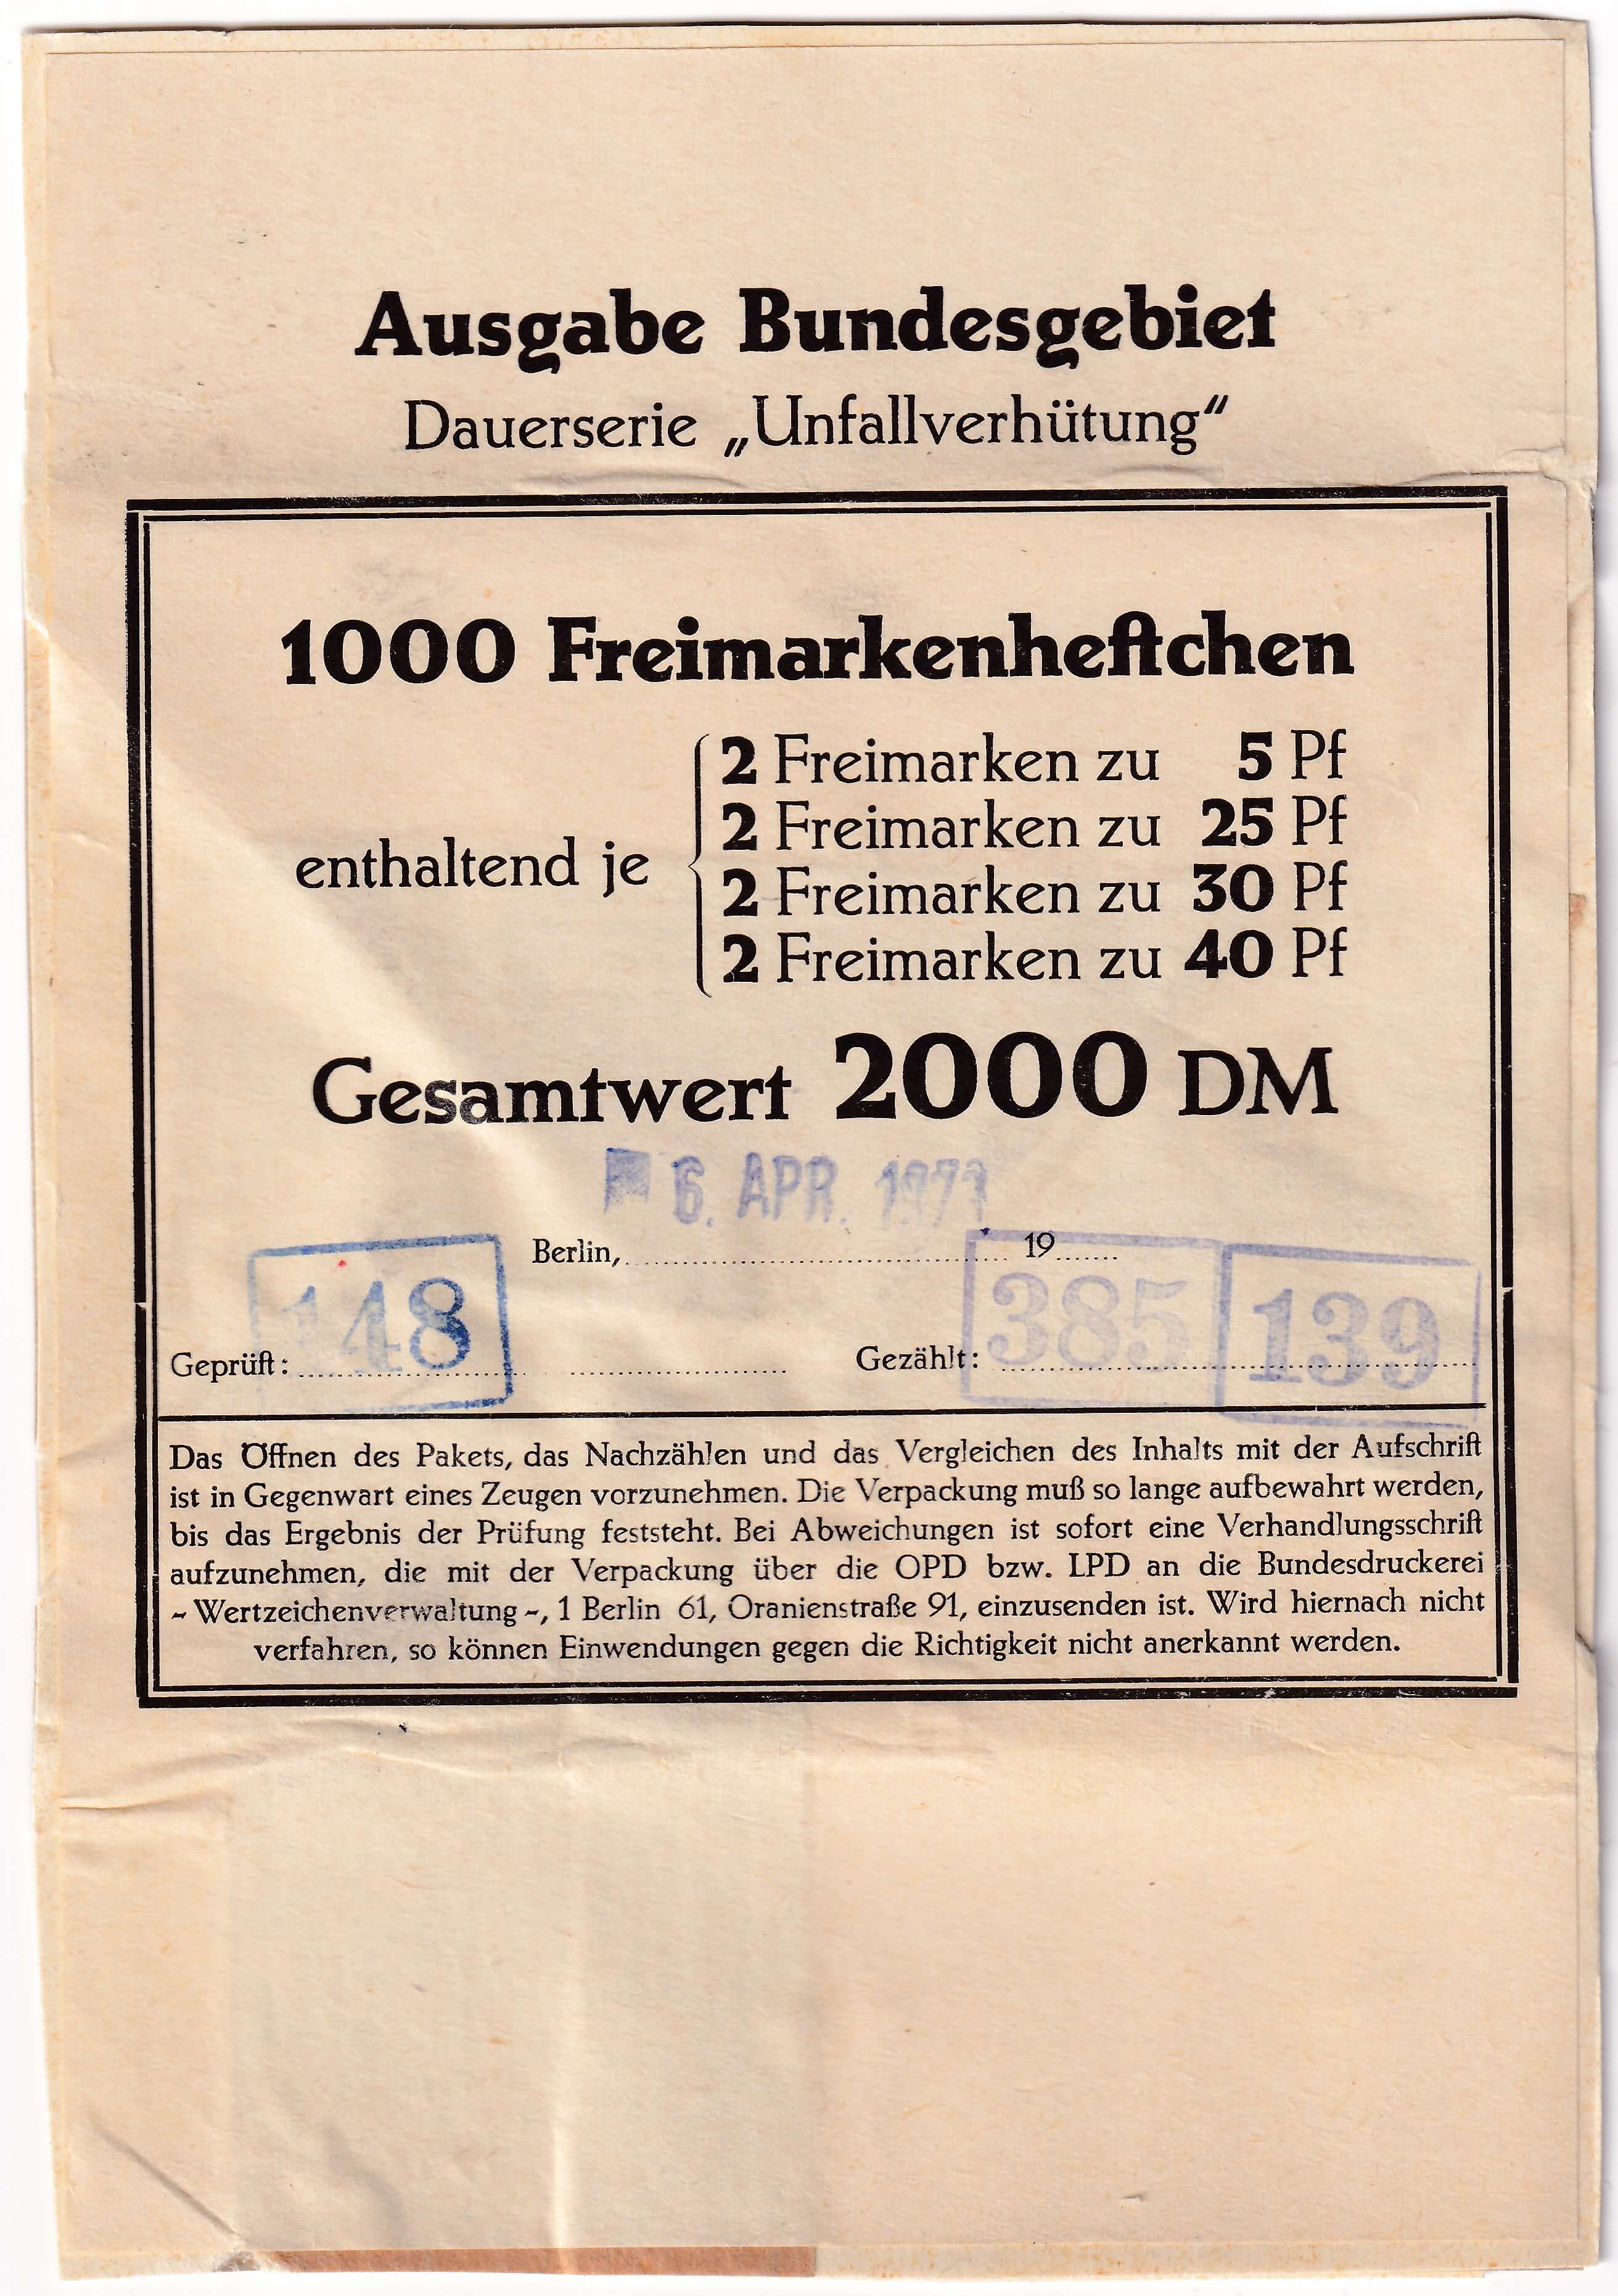 Ausgabe Bundesgebiet
Dauerserie „Unfallverhütung“
1000 Freimarkenheftchen
enthaltend je
2 Freimarken zu 5 Pf
2 Freimarken zu 25 Pf
2 Freimarken zu 30 Pf
2 Freimarken zu 40 Pf
Gesamtwert 2000 DM
6. APR. 1971
Berlin, 19
148 385 139
Geprüft: Gezählt:
Das Öffnen des Pakets, das Nachzählen und das Vergleichen des Inhalts mit der Aufschrift
ist in Gegenwart eines Zeugen vorzunehmen. Die Verpackung muß so lange aufbewahrt werden,
bis das Ergebnis der Prüfung feststeht. Bei Abweichungen ist sofort eine Verhandlungsschrift
aufzunehmen, die mit der Verpackung über die OPD bzw. LPD an die Bundesdruckerei
- Wertzeichenverwaltung -, 1 Berlin 61, Oranienstraße 91, einzusenden ist. Wird hiernach nicht
verfahren, so können Einwendungen gegen die Richtigkeit nicht anerkannt werden.